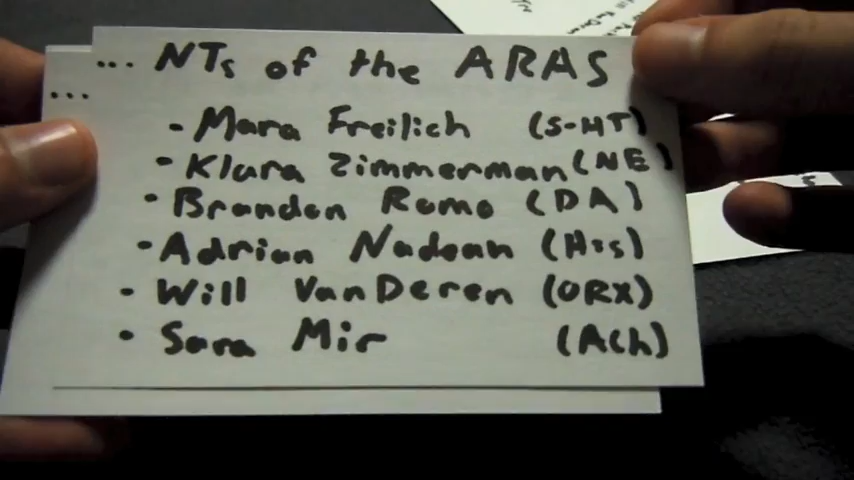 ... NTs of the ARAS
...
- Mara Freilich (5-HT)
- Klara Zimmerman (NE)
- Brandon Romo (DA)
- Adrian Nadeau (His)
- Will VanDeren (ORX)
- Sara Mir (ACh)